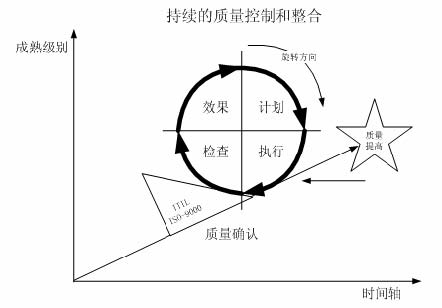 持续的质量控制和整合
成熟级别
旋转方向
效果
计划
检查
执行
质量
提高
ITIL
ISO-9000
质量确认
时间轴